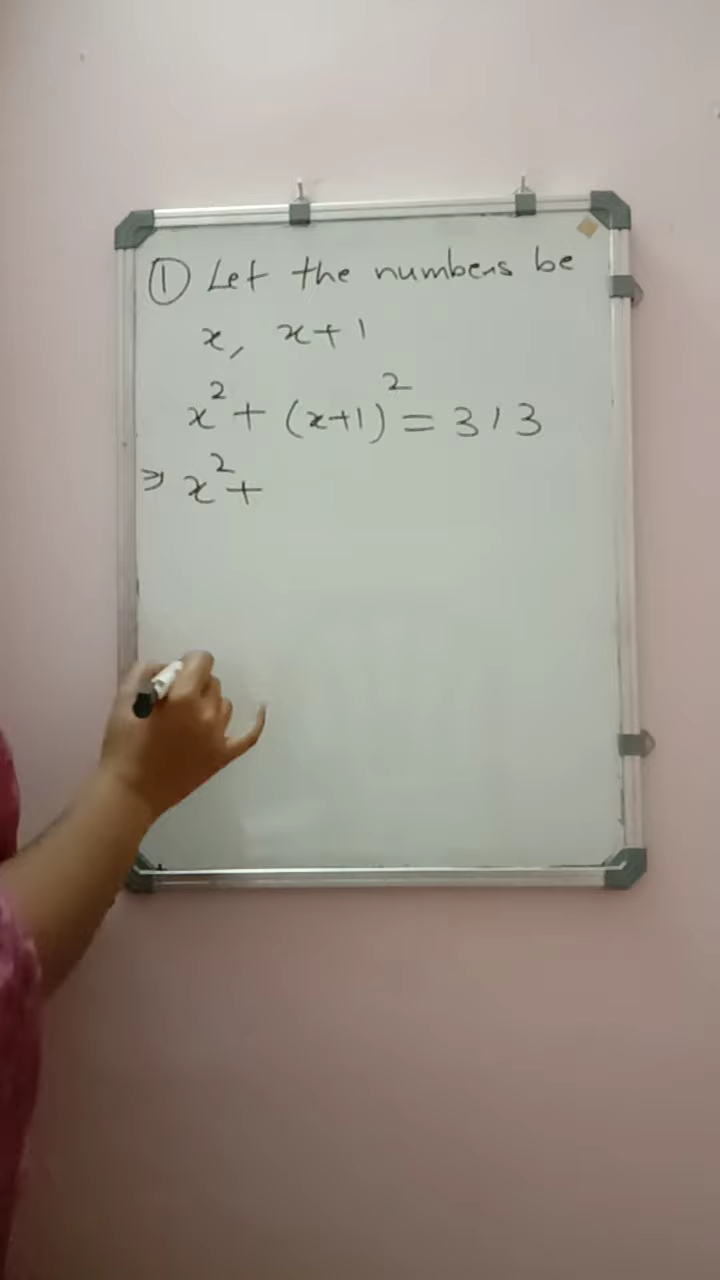 ① Let the numbers be
x, x+1
x² + (x+1)² = 313
⇒ x² +